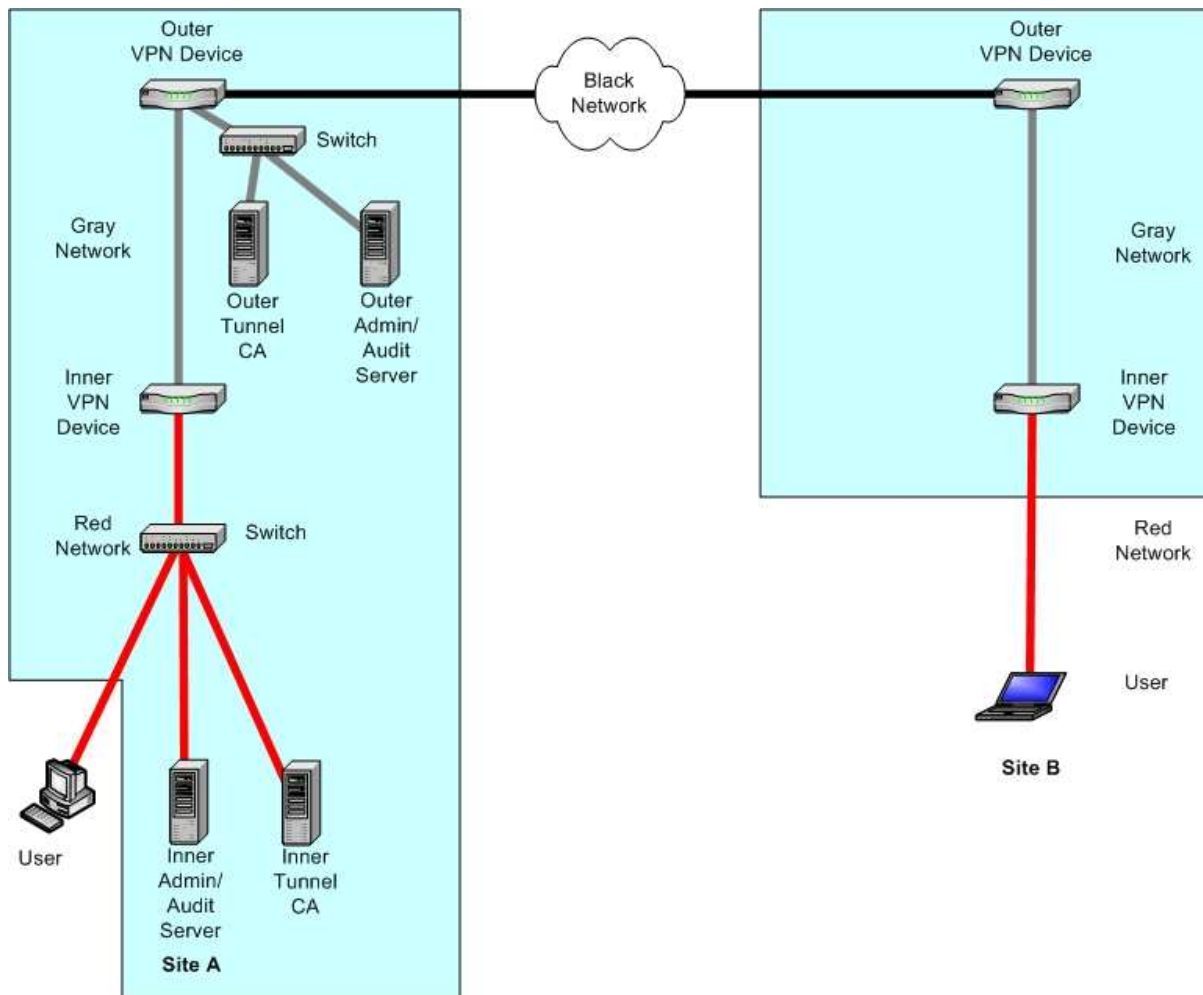 Outer
VPN Device
Black
Network
Outer
VPN Device
Switch
Gray
Network
Outer
Tunnel
CA
Outer
Admin/
Audit
Server
Gray
Network
Inner
VPN
Device
Inner
VPN
Device
Red
Network
Switch
Red
Network
User
User
Inner
Admin/
Audit
Server
Inner
Tunnel
CA
Site A
Site B